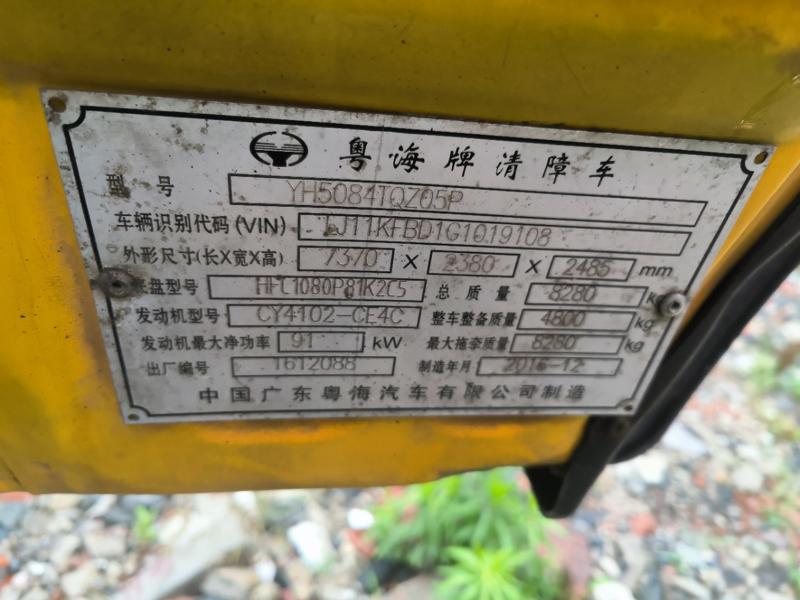 粤海牌清障车
型号 YH5084TQZ05P
车辆识别代码(VIN) LJ11KFBD1G1019108
外形尺寸(长X宽X高) 7370 X 2380 X 2485 mm
底盘型号 HFC1080P81K2C5 总质量 8280 kg
发动机型号 CY4102-CE4C 整车整备质量 4800 kg
发动机最大净功率 91 kW 最大拖牵质量 8280 kg
出厂编号 1612088 制造年月 2016-12
中国广东粤海汽车有限公司制造